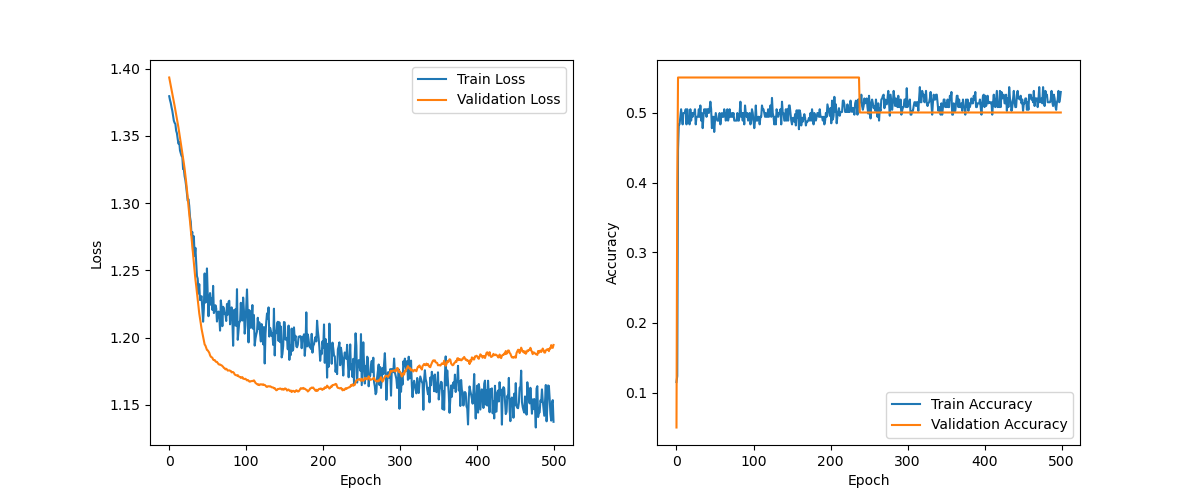 1.40
1.35
1.30
1.25
1.20
1.15
Loss
0
100
200
300
400
500
Epoch
Train Loss
Validation Loss
0.5
0.4
0.3
0.2
0.1
Accuracy
0
100
200
300
400
500
Epoch
Train Accuracy
Validation Accuracy